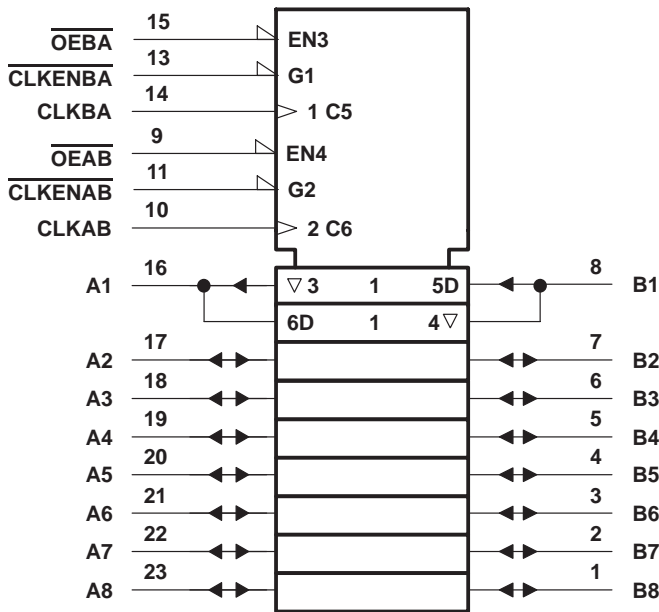 15
OEBA
EN3
13
CLKENBA
G1
14
CLKBA
1 C5
9
OEAB
EN4
11
CLKENAB
G2
10
CLKAB
2 C6
A1 16 ▽ 3 1 5D 8 B1
6D 1 4 ▽
A2 17 7 B2
A3 18 6 B3
A4 19 5 B4
A5 20 4 B5
A6 21 3 B6
A7 22 2 B7
A8 23 1 B8